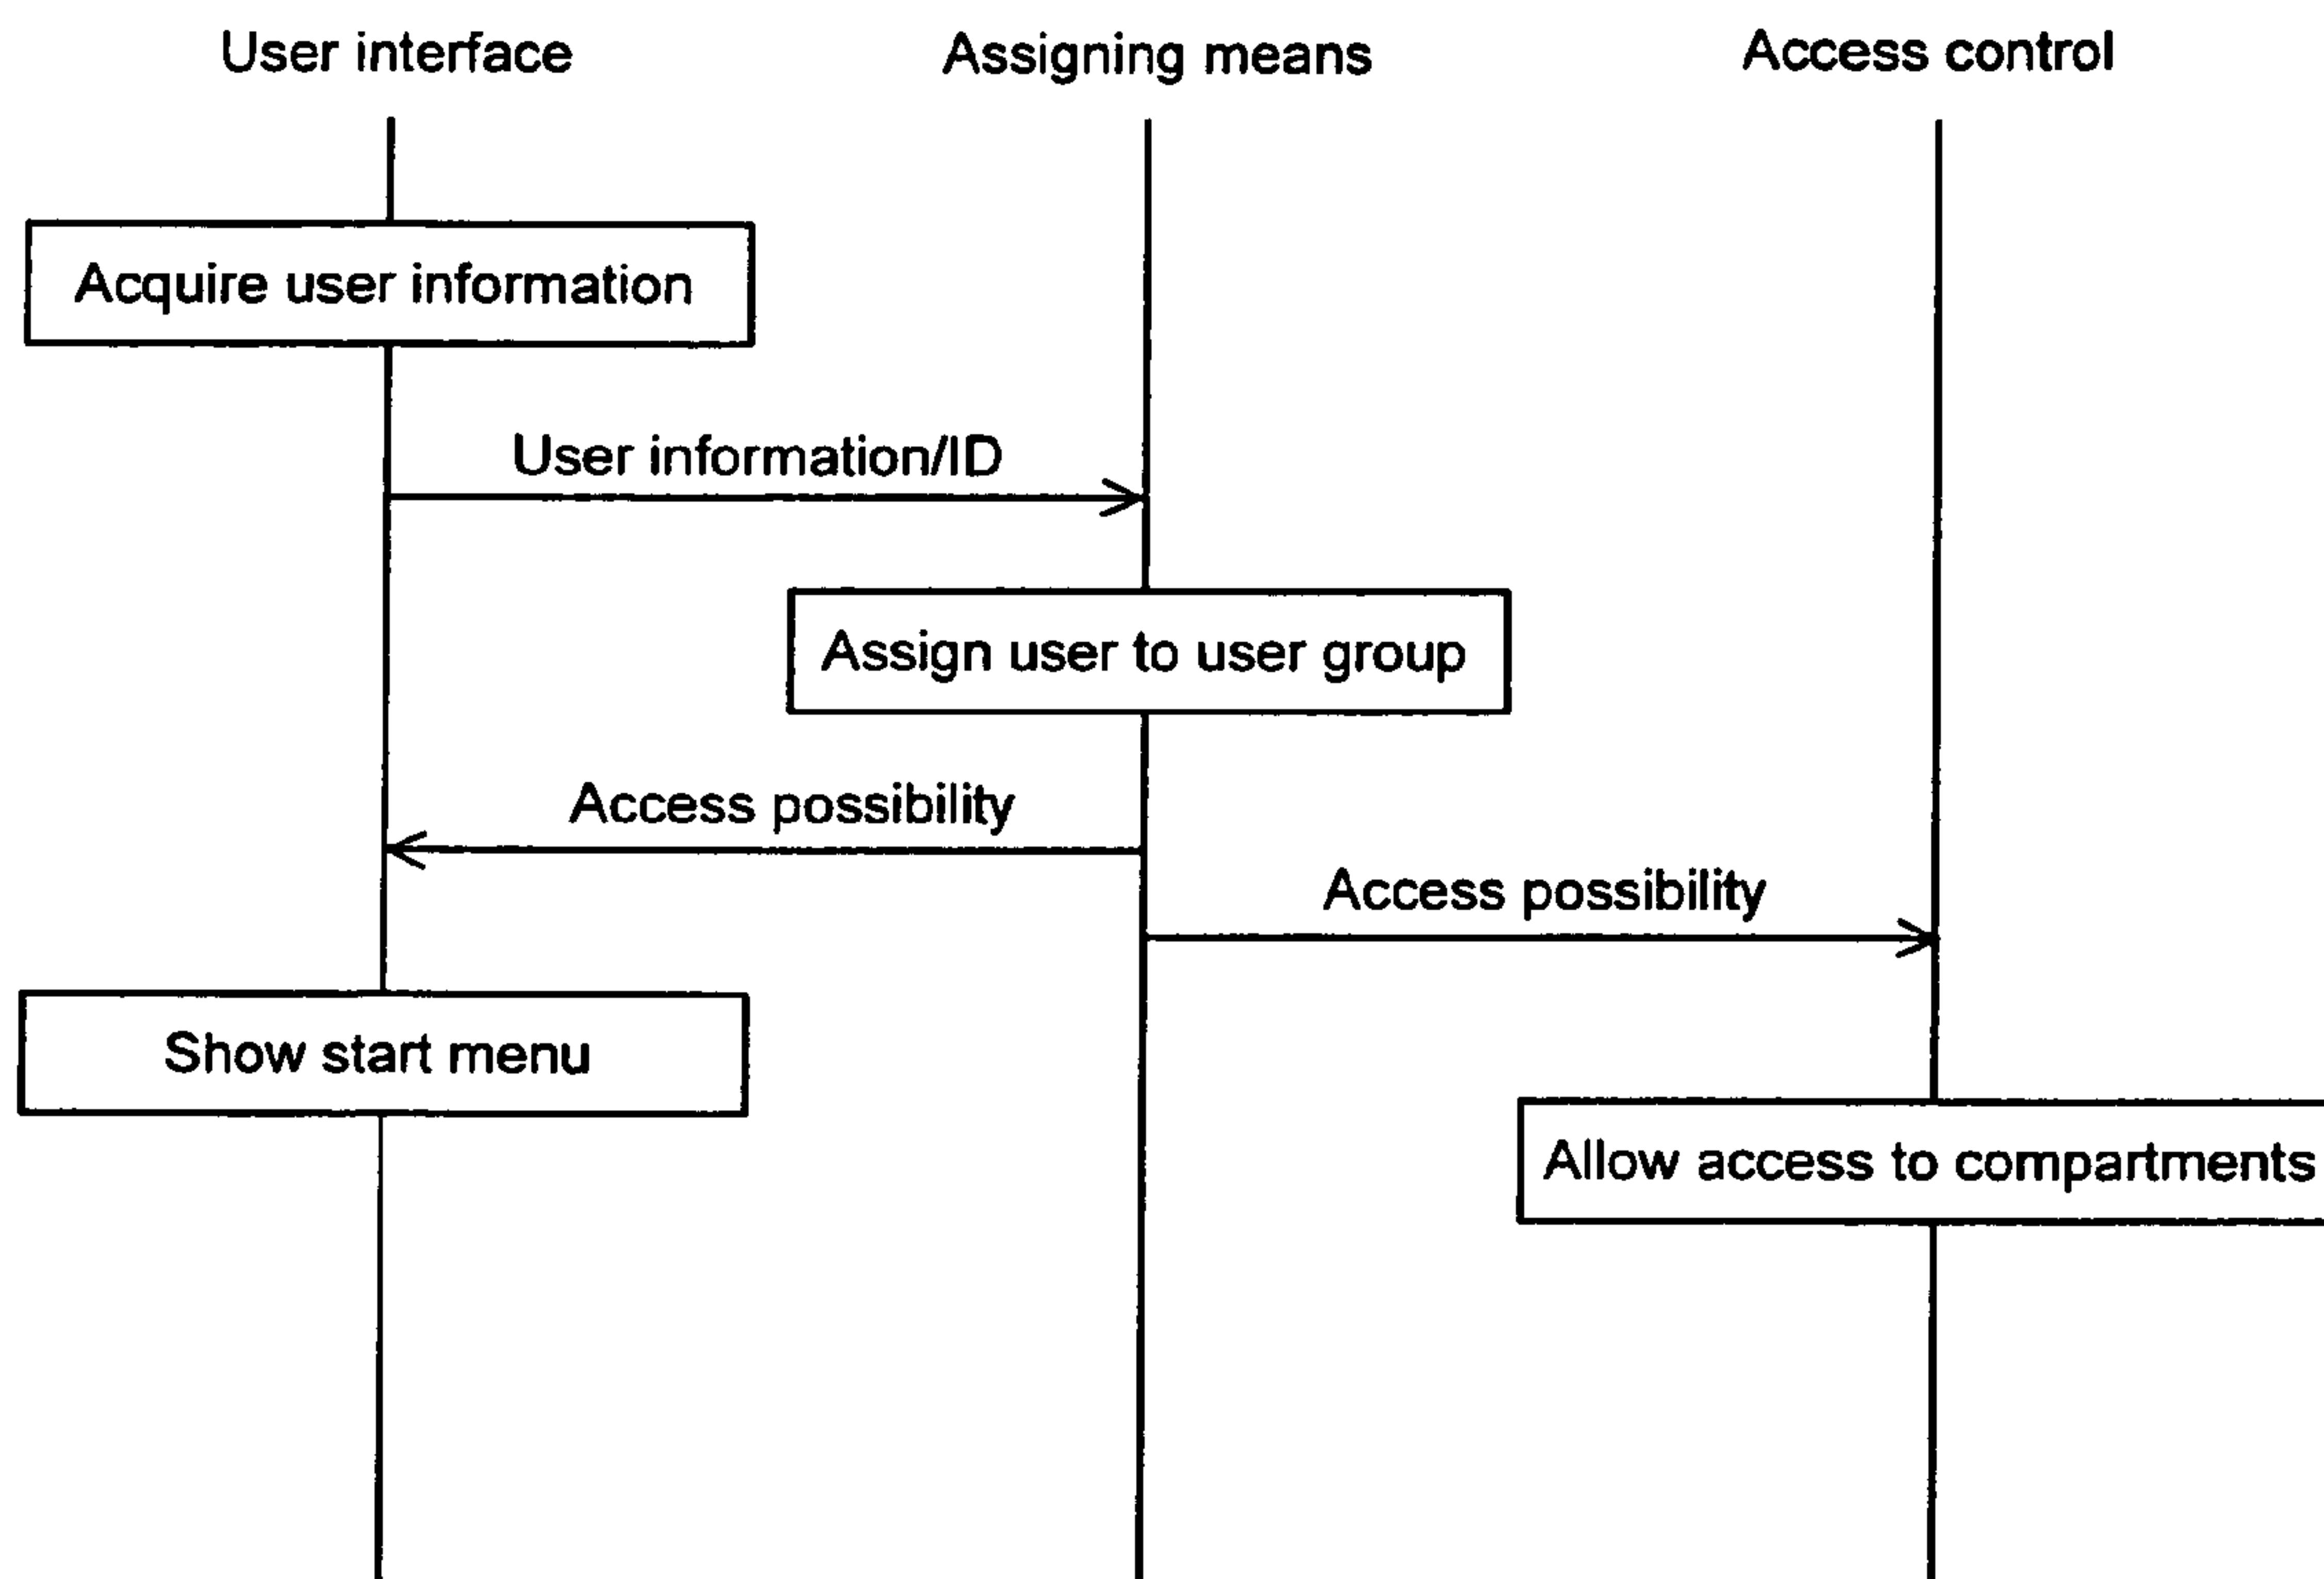 User interface
Assigning means
Access control
Acquire user information
User information/ID
Assign user to user group
Access possibility
Access possibility
Show start menu
Allow access to compartments